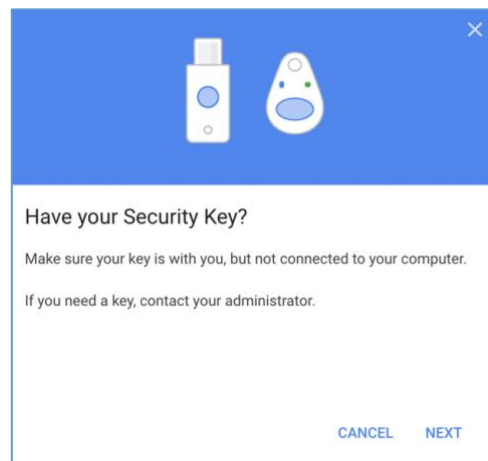 Have your Security Key?
Make sure your key is with you, but not connected to your computer.
If you need a key, contact your administrator.
CANCEL NEXT